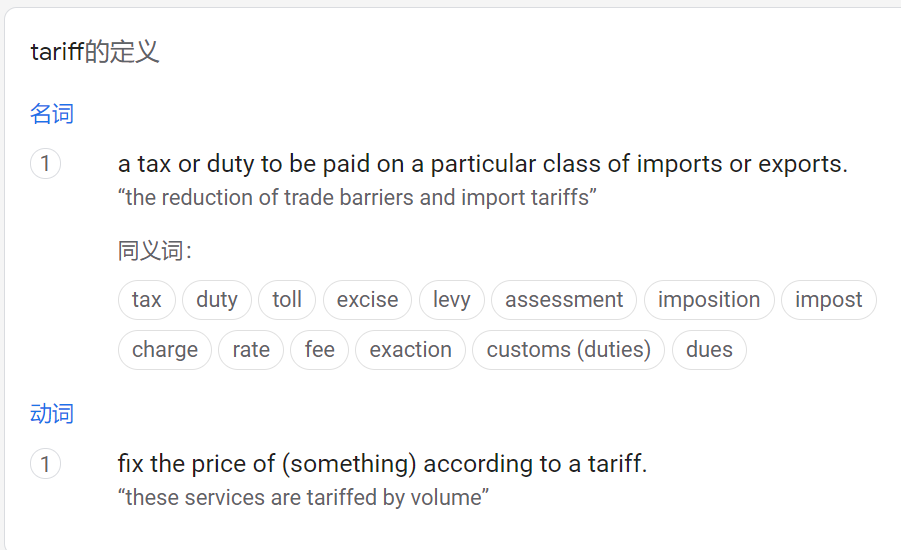 tariff的定义
名词
1 a tax or duty to be paid on a particular class of imports or exports.
“the reduction of trade barriers and import tariffs”
同义词：
tax duty toll excise levy assessment imposition impost
charge rate fee exaction customs (duties) dues
动词
1 fix the price of (something) according to a tariff.
“these services are tariffed by volume”